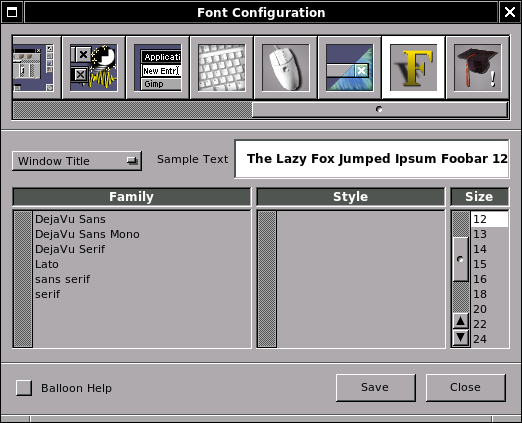 Font Configuration
Applicati
New Entry
Gimp
F
!
Window Title
Sample Text
The Lazy Fox Jumped Ipsum Foobar 12
Family
Style
Size
DejaVu Sans
DejaVu Sans Mono
DejaVu Serif
Lato
sans serif
serif
12
13
14
15
16
18
20
22
24
Balloon Help
Save
Close